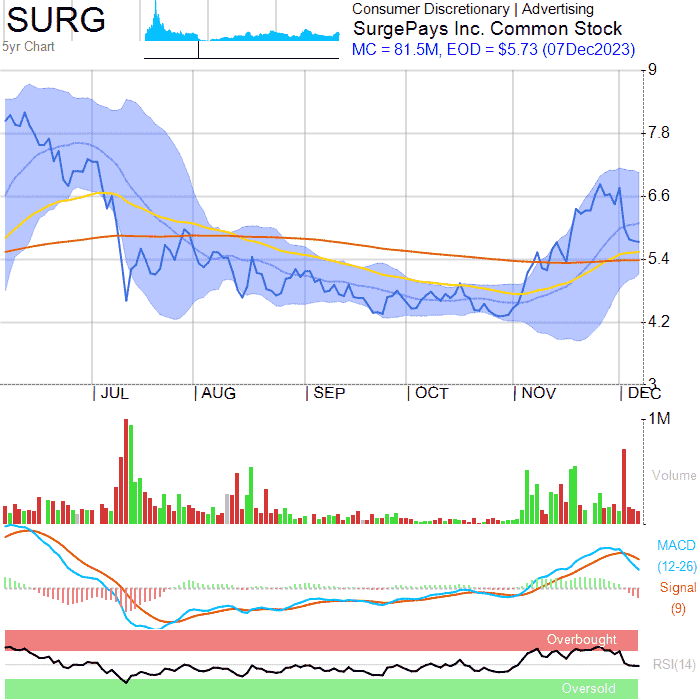 SURG
5yr Chart
Consumer Discretionary | Advertising
SurgePays Inc. Common Stock
MC = 81.5M, EOD = $5.73 (07Dec2023)
9
7.8
6.6
5.4
4.2
3
JUL AUG SEP OCT NOV DEC
1M
Volume
MACD
(12-26)
Signal
(9)
Overbought
RSI(14)
Oversold